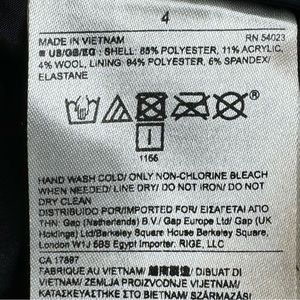 4
MADE IN VIETNAM RN 54023
US/GB/EG : SHELL: 85% POLYESTER, 11% ACRYLIC,
4% WOOL, LINING: 94% POLYESTER, 6% SPANDEX/
ELASTANE
1156
HAND WASH COLD/ ONLY NON-CHLORINE BLEACH
WHEN NEEDED/ LINE DRY/ DO NOT IRON/ DO NOT
DRY CLEAN
DISTRIBUIDO POR/IMPORTED FOR/ ΕΙΣΑΓΕΤΑΙ ΑΠΟ
ΤΗΝ: Gap (Netherlands) B.V./ Gap Europe Ltd/ Gap (UK
Holdings) Ltd/Berkeley Square House Berkeley Square,
London W1J 6BS Egypt Importer. RIGE, LLC
CA 17897
FABRIQUÉ AU VIETNAM/ 越南製造/ DIBUAT DI
VIETNAM/ ZEMLJA PROIZVODNJE VIJETNAM/
ΚΑΤΑΣΚΕΥΑΣΤΗΚΕ ΣΤΟ ΒΙΕΤΝΑΜ/ SZÁRMAZÁSI